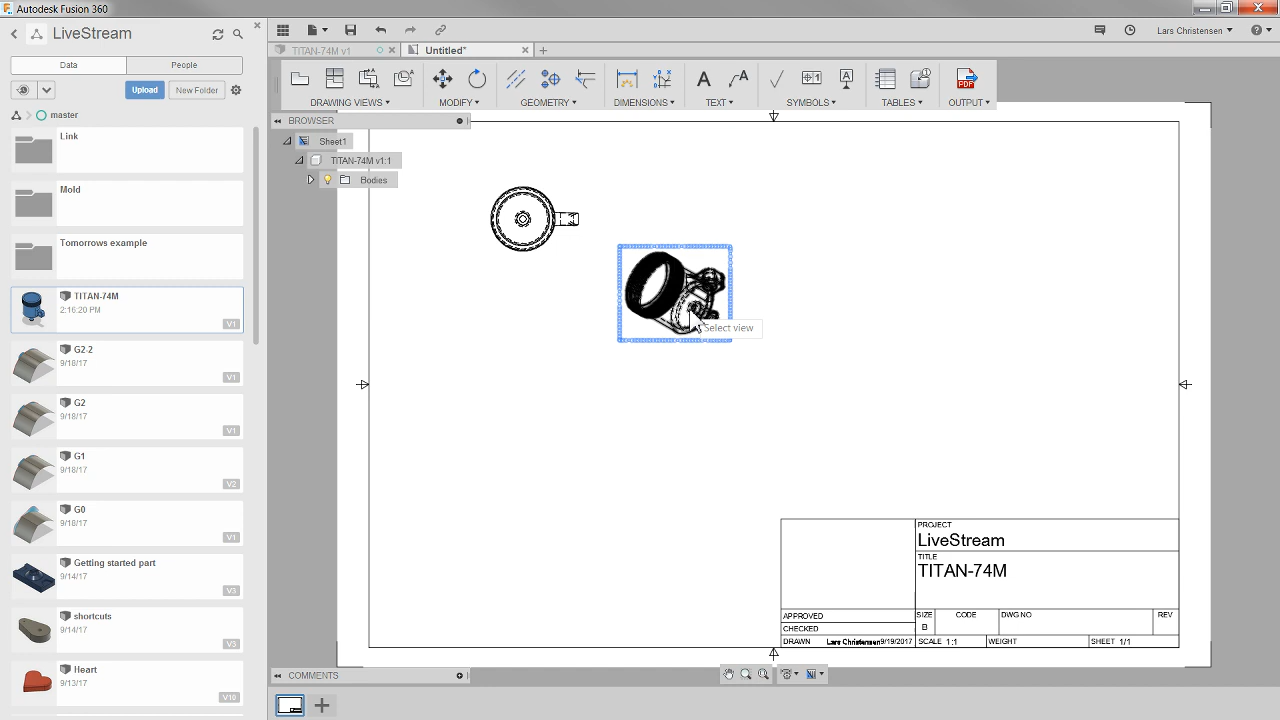 Autodesk Fusion 360
LiveStream
Data
People
Upload
New Folder
master
Link
Mold
Tomorrows example
TITAN-74M
2:16:20 PM
V1
G2-2
9/18/17
V1
G2
9/18/17
V1
G1
9/18/17
V2
G0
9/18/17
V1
Getting started part
9/14/17
V3
shortcuts
9/14/17
V3
Heart
9/13/17
V10
Lars Christensen
TITAN-74M v1
Untitled*
DRAWING VIEWS
MODIFY
GEOMETRY
DIMENSIONS
TEXT
SYMBOLS
TABLES
OUTPUT
PDF
BROWSER
Sheet1
TITAN-74M v1:1
Bodies
Select view
PROJECT
LiveStream
TITLE
TITAN-74M
APPROVED
CHECKED
DRAWN Lars Christensen9/19/2017
SIZE
B
CODE
DWG NO
REV
SCALE 1:1
WEIGHT
SHEET 1/1
COMMENTS